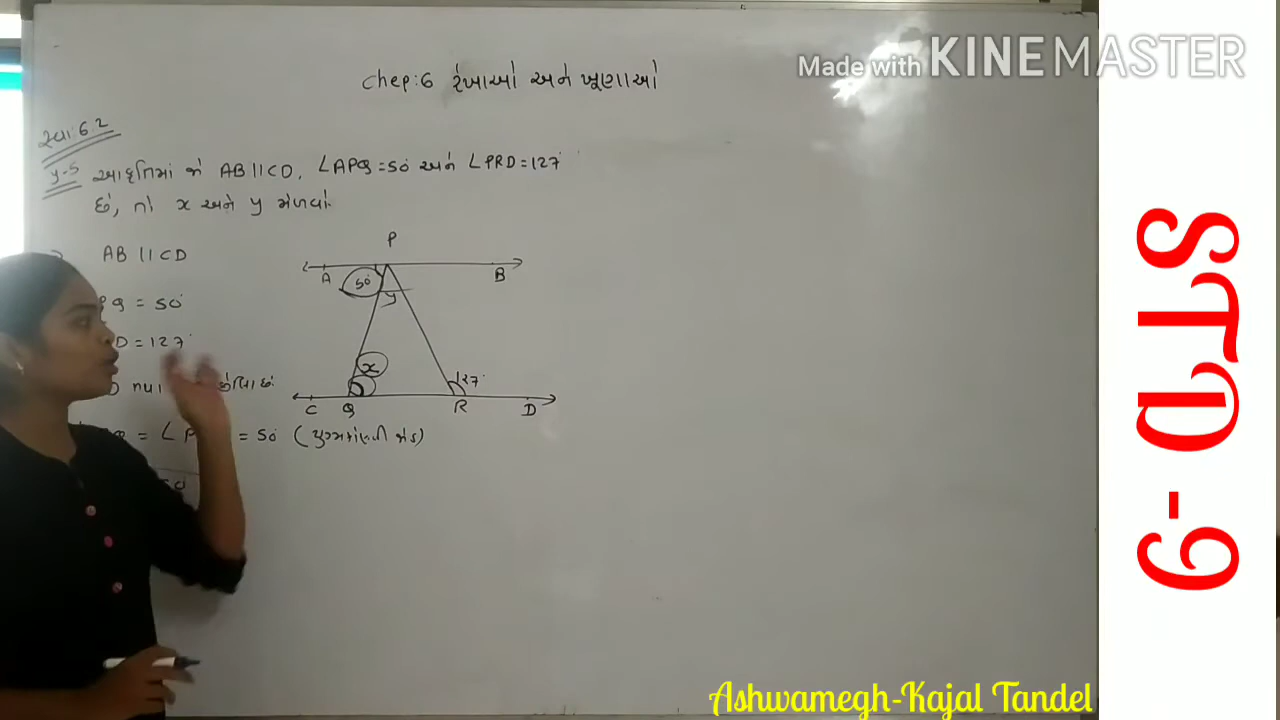 Made with KINEMASTER
Chep:6 રેખાઓ અને ખૂણાઓ
સ્વા:6.2
y-5 આકૃતિમાં જો AB||CD, ∠APQ=50° અને ∠PRD=127°
છે, તો x અને y મેળવો.
AB || CD
= 50°
D = 127°
P
A
50°
B
y
x
127°
C
Q
R
D
= ∠P = 50° (યુગ્મકોણની જોડ)
50°
STD - 9
Ashwamegh-Kajal Tandel